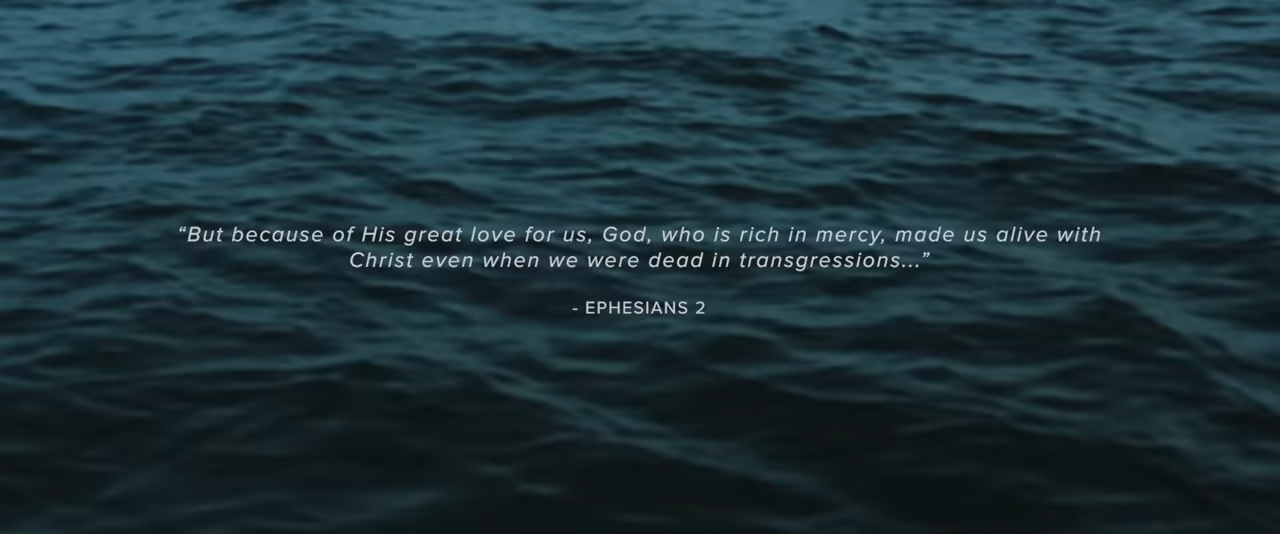 “But because of His great love for us, God, who is rich in mercy, made us alive with
Christ even when we were dead in transgressions...”
- EPHESIANS 2